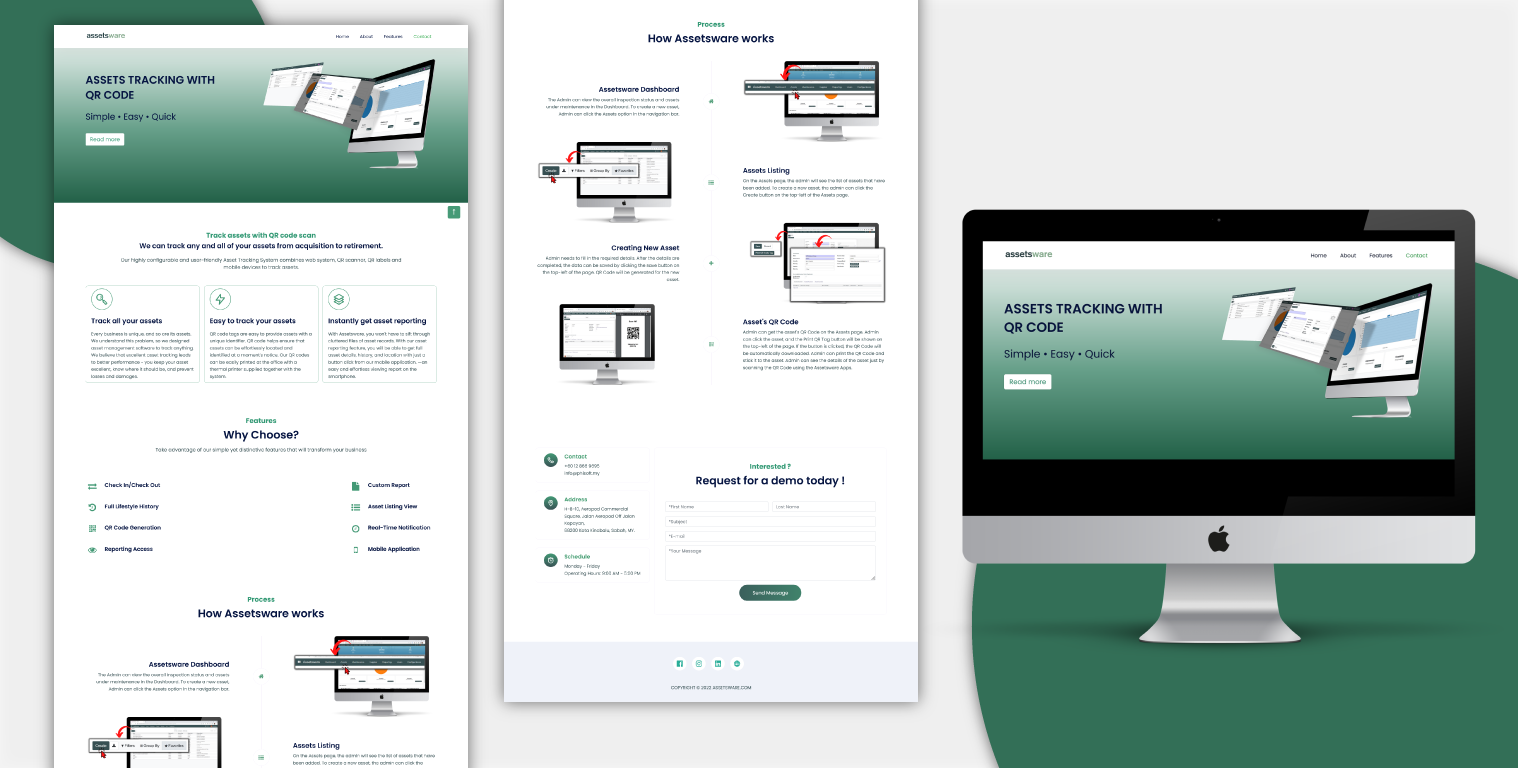 assetsware
Home About Features Contact
ASSETS TRACKING WITH
QR CODE
Simple • Easy • Quick
Read more
Track assets with QR code scan
We can track any and all of your assets from acquisition to retirement.
Our highly configurable and user-friendly Asset Tracking System combines web system, QR scanner, QR labels and
mobile devices to track assets.
Track all your assets
Every business is unique, and so are its assets.
We understand this problem, so we designed
asset management software to track anything.
We believe that excellent asset tracking leads
to better performance - you keep your asset
excellent, know where it should be, and prevent
losses and damages.
Easy to track your assets
QR code tags are easy to provide assets with a
unique identifier. QR code helps ensure that
assets can be effortlessly located and
identified at a moment's notice. Our QR codes
can be easily printed at the office with a
thermal printer supplied together with the
system.
Instantly get asset reporting
With Assetsware, you won't have to sift through
cluttered files of asset records. With our asset
reporting feature, you will be able to get full
asset details, history, and location with just a
button click from our mobile application. —an
easy and effortless viewing report on the
smartphone.
Features
Why Choose?
Take advantage of our simple yet distinctive features that will transform your business
Check In/Check Out
Full Lifestyle History
QR Code Generation
Reporting Access
Custom Report
Asset Listing View
Real-Time Notification
Mobile Application
Process
How Assetsware works
Assetsware Dashboard
The Admin can view the overall inspection status and assets
under maintenance in the Dashboard. To create a new asset,
Admin can click the Assets option in the navigation bar.
Create Filters Group By Favorites
Assets Listing
On the Assets page, the admin will see the list of assets that have
been added. To create a new asset, the admin can click the
Process
How Assetsware works
Assetsware Dashboard
The Admin can view the overall inspection status and assets
under maintenance in the Dashboard. To create a new asset,
Admin can click the Assets option in the navigation bar.
Create Filters Group By Favorites
Assets Listing
On the Assets page, the admin will see the list of assets that have
been added. To create a new asset, the admin can click the
Create button on the top-left of the Assets page.
Creating New Asset
Admin needs to fill in the required details. After the details are
completed, the data can be saved by clicking the save button on
the top-left of the page. QR Code will be generated for the new
asset.
Asset's QR Code
Admin can get the asset's QR Code on the Assets page. Admin
can click the asset, and the Print QR Tag button will be shown on
the top-left of the page. If the button is clicked, the QR Code will
be automatically downloaded. Admin can print the QR Code and
stick it to the asset. Admin can see the details of the asset just by
scanning the QR Code using the Assetsware Apps.
Contact
Address
Square, Jalan Aeropod Off Jalan
Kepayan,
88200 Kota Kinabalu, Sabah, MY.
Schedule
Monday - Friday
Operating Hours: 9:00 AM - 5:00 PM
Interested ?
Request for a demo today !
*First Name Last Name
*Subject
*E-mail
*Your Message
Send Message
COPYRIGHT © 2022 ASSETSWARE.COM
assetsware
Home About Features Contact
ASSETS TRACKING WITH
QR CODE
Simple • Easy • Quick
Read more